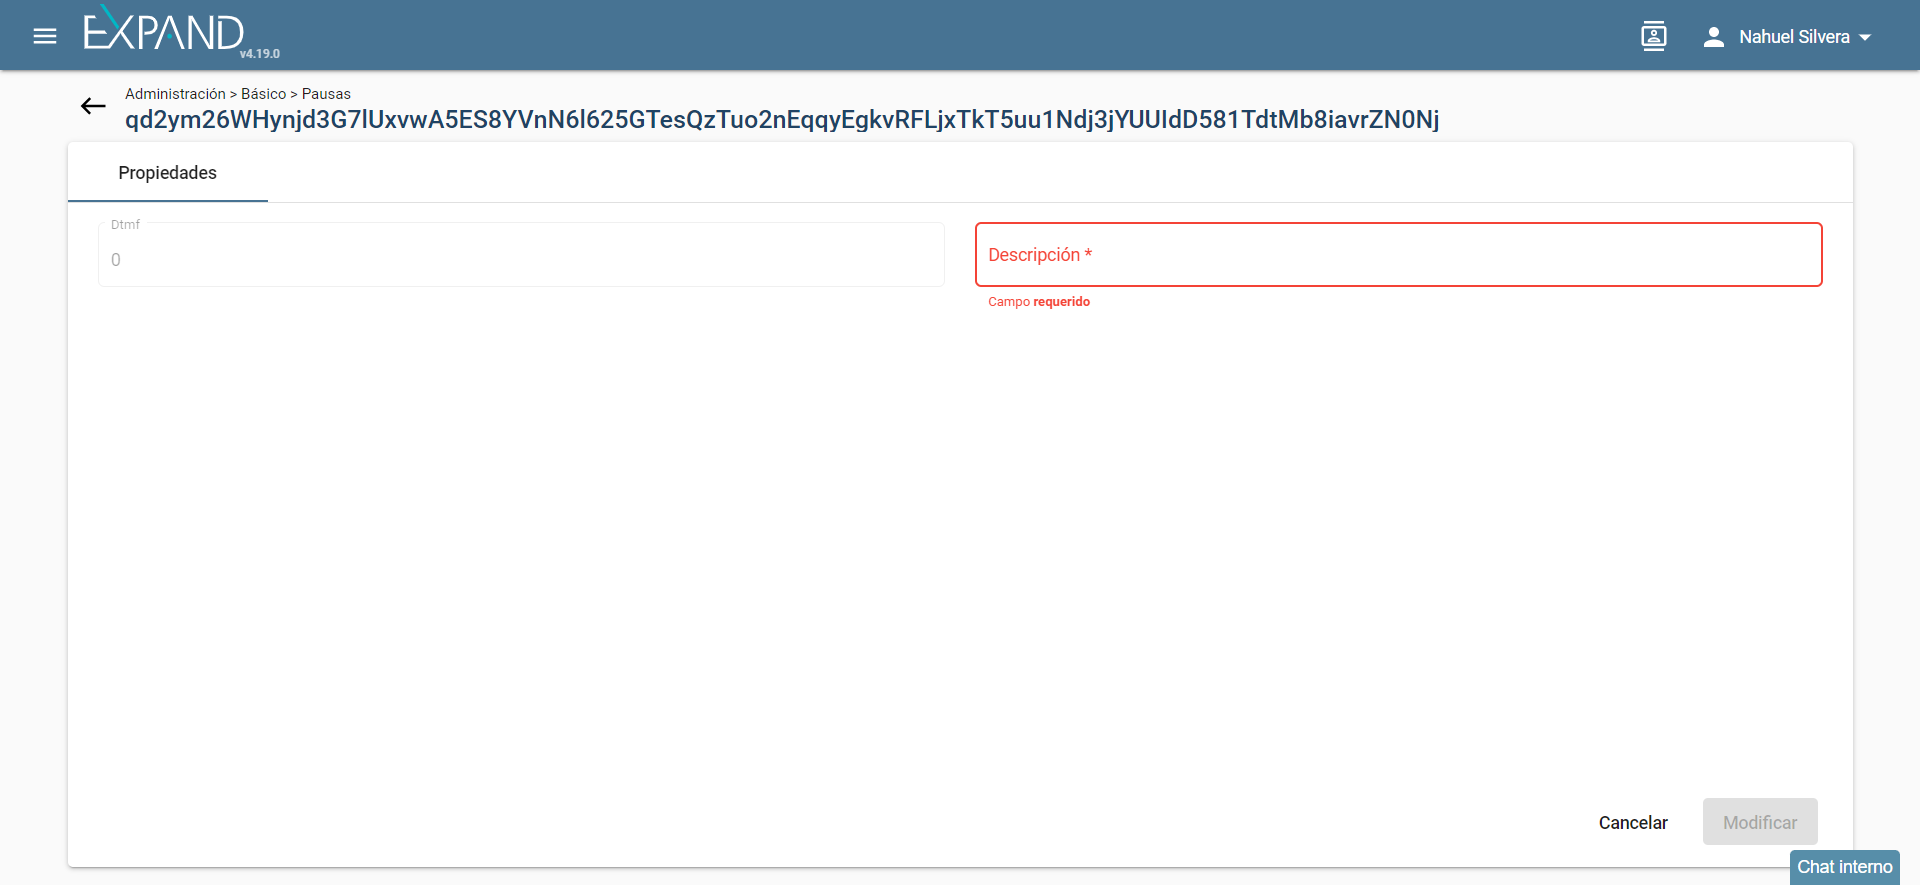 EXPAND
v4.19.0
Nahuel Silvera
Administración > Básico > Pausas
qd2ym26WHynjd3G7lUxvwA5ES8YVnN6l625GTesQzTuo2nEqqyEgkvRFLjxTkT5uu1Ndj3jYUUIdD581TdtMb8iavrZN0Nj
Propiedades
Dtmf
0
Descripción *
Campo requerido
Cancelar
Modificar
Chat interno